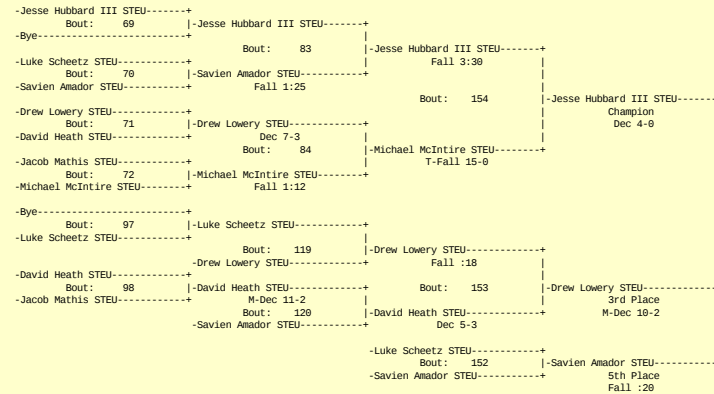 -Jesse Hubbard III STEU-------+
Bout: 69 |-Jesse Hubbard III STEU-------+
-Bye--------------------------+ |
Bout: 83 |-Jesse Hubbard III STEU-------+
-Luke Scheetz STEU------------+ | Fall 3:30 |
Bout: 70 |-Savien Amador STEU-----------+ |
-Savien Amador STEU-----------+ Fall 1:25 |
Bout: 154 |-Jesse Hubbard III STEU-------
-Drew Lowery STEU-------------+ | Champion
Bout: 71 |-Drew Lowery STEU-------------+ | Dec 4-0
-David Heath STEU-------------+ Dec 7-3 | |
Bout: 84 |-Michael McIntire STEU--------+
-Jacob Mathis STEU------------+ | T-Fall 15-0
Bout: 72 |-Michael McIntire STEU--------+
-Michael McIntire STEU--------+ Fall 1:12
-Bye--------------------------+
Bout: 97 |-Luke Scheetz STEU------------+
-Luke Scheetz STEU------------+ |
Bout: 119 |-Drew Lowery STEU-------------+
-Drew Lowery STEU-------------+ Fall :18 |
-David Heath STEU-------------+ |
Bout: 98 |-David Heath STEU-------------+ Bout: 153 |-Drew Lowery STEU-------------
-Jacob Mathis STEU------------+ M-Dec 11-2 | | 3rd Place
Bout: 120 |-David Heath STEU-------------+ M-Dec 10-2
-Savien Amador STEU-----------+ Dec 5-3
-Luke Scheetz STEU------------+
Bout: 152 |-Savien Amador STEU-----------
-Savien Amador STEU-----------+ 5th Place
Fall :20